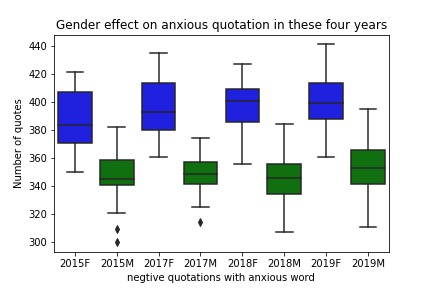 Gender effect on anxious quotation in these four years
Number of quotes
440
420
400
380
360
340
320
300
2015F 2015M 2017F 2017M 2018F 2018M 2019F 2019M
negtive quotations with anxious word